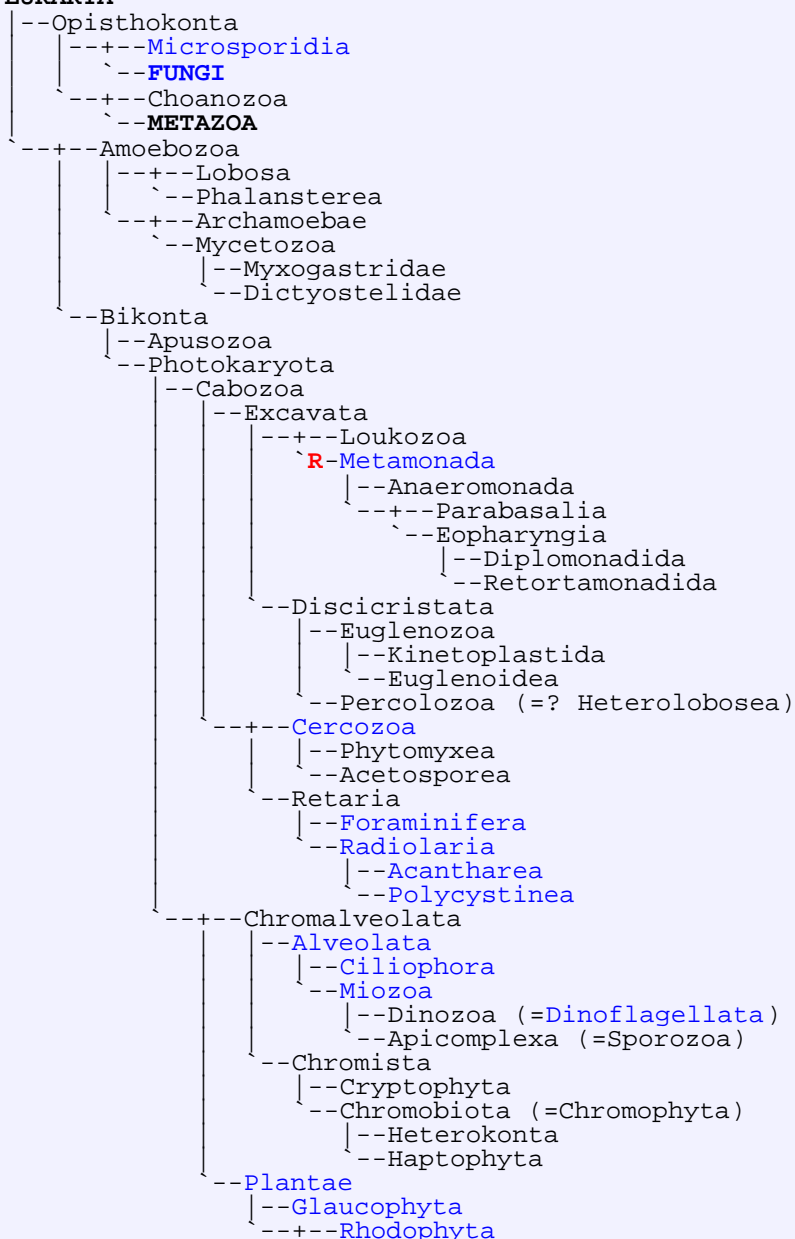 EUKARYA
|--Opisthokonta
|  |--+--Microsporidia
|  |  `--FUNGI
|  `--+--Choanozoa
|     `--METAZOA
`--+--Amoebozoa
   |  |--+--Lobosa
   |  |  `--Phalansterea
   |  `--+--Archamoebae
   |     `--Mycetozoa
   |        |--Myxogastridae
   |        `--Dictyostelidae
   `--Bikonta
      |--Apusozoa
      `--Photokaryota
         |--Cabozoa
         |  |--Excavata
         |  |  |--+--Loukozoa
         |  |  |  `R-Metamonada
         |  |  |     |--Anaeromonada
         |  |  |     `--+--Parabasalia
         |  |  |        `--Eopharyngia
         |  |  |           |--Diplomonadida
         |  |  |           `--Retortamonadida
         |  |  `--Discicristata
         |  |     |--Euglenozoa
         |  |     |  |--Kinetoplastida
         |  |     |  `--Euglenoidea
         |  |     `--Percolozoa (=? Heterolobosea)
         |  `--+--Cercozoa
         |     |  |--Phytomyxea
         |     |  `--Acetosporea
         |     `--Retaria
         |        |--Foraminifera
         |        `--Radiolaria
         |           |--Acantharea
         |           `--Polycystinea
         `--+--Chromalveolata
            |  |--Alveolata
            |  |  |--Ciliophora
            |  |  `--Miozoa
            |  |     |--Dinozoa (=Dinoflagellata)
            |  |     `--Apicomplexa (=Sporozoa)
            |  `--Chromista
            |     |--Cryptophyta
            |     `--Chromobiota (=Chromophyta)
            |        |--Heterokonta
            |        `--Haptophyta
            `--Plantae
               |--Glaucophyta
               `--+--Rhodophyta